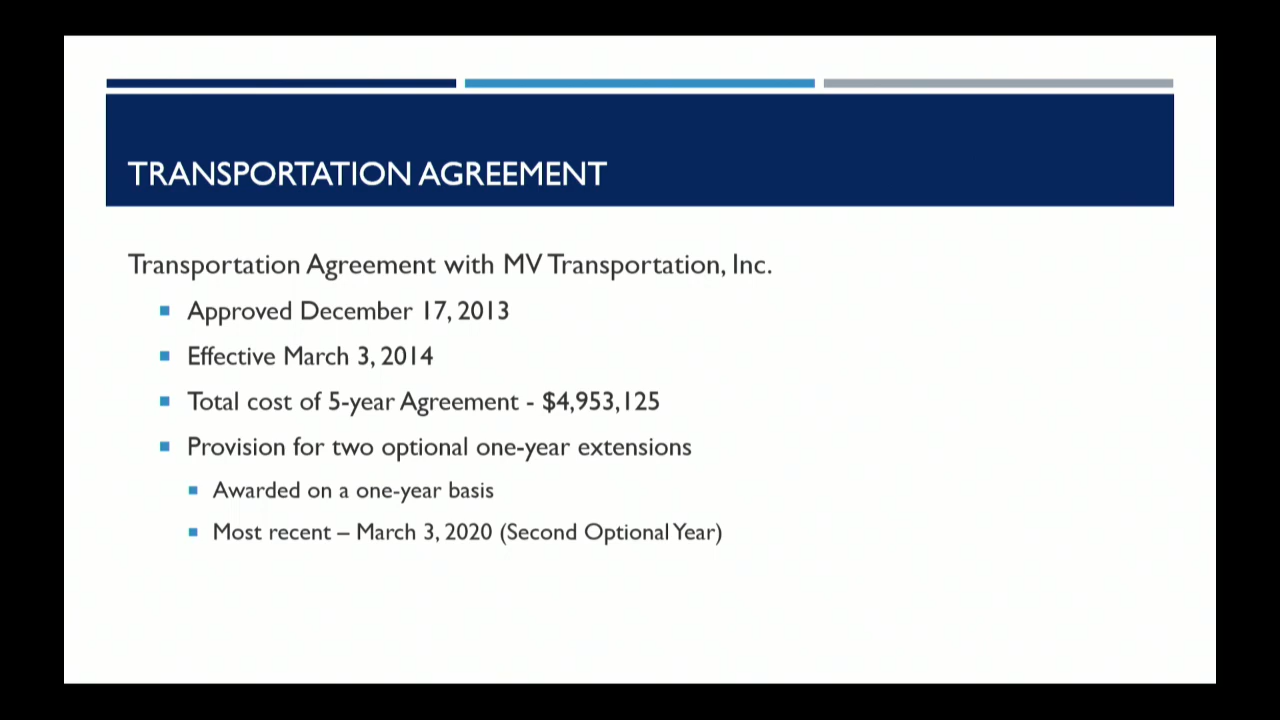 TRANSPORTATION AGREEMENT
Transportation Agreement with MV Transportation, Inc.
Approved December 17, 2013
Effective March 3, 2014
Total cost of 5-year Agreement - $4,953,125
Provision for two optional one-year extensions
Awarded on a one-year basis
Most recent – March 3, 2020 (Second Optional Year)